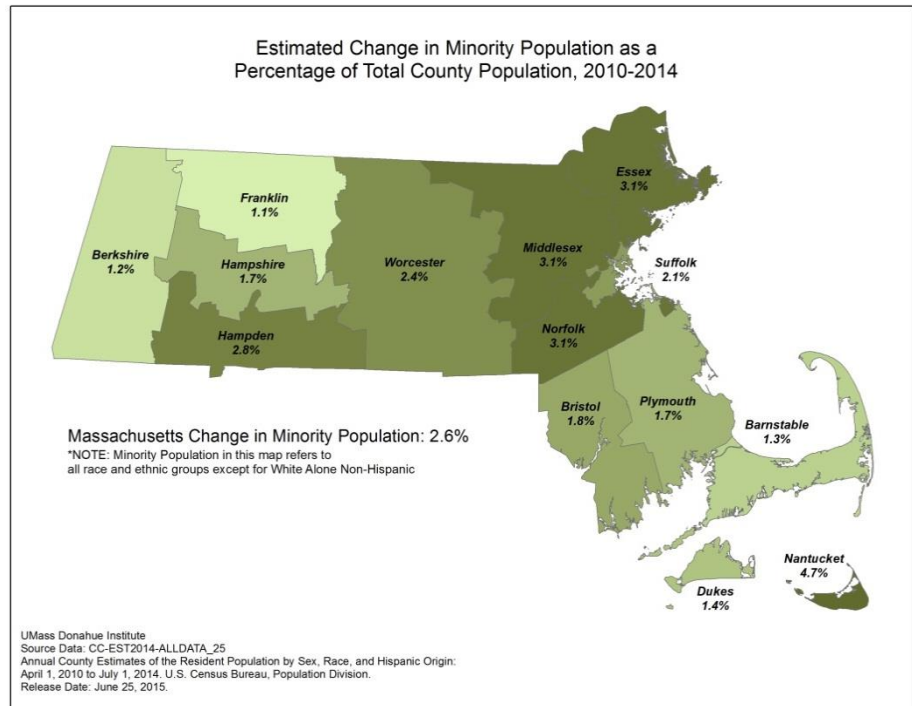 Estimated Change in Minority Population as a
Percentage of Total County Population, 2010-2014
Essex
3.1%
Franklin
1.1%
Berkshire
1.2%
Hampshire
1.7%
Worcester
2.4%
Middlesex
3.1%
Suffolk
2.1%
Hampden
2.8%
Norfolk
3.1%
Bristol
1.8%
Plymouth
1.7%
Barnstable
1.3%
Massachusetts Change in Minority Population: 2.6%
*NOTE: Minority Population in this map refers to
all race and ethnic groups except for White Alone Non-Hispanic
Nantucket
4.7%
Dukes
1.4%
UMass Donahue Institute
Source Data: CC-EST2014-ALLDATA_25
Annual County Estimates of the Resident Population by Sex, Race, and Hispanic Origin:
April 1, 2010 to July 1, 2014. U.S. Census Bureau, Population Division.
Release Date: June 25, 2015.